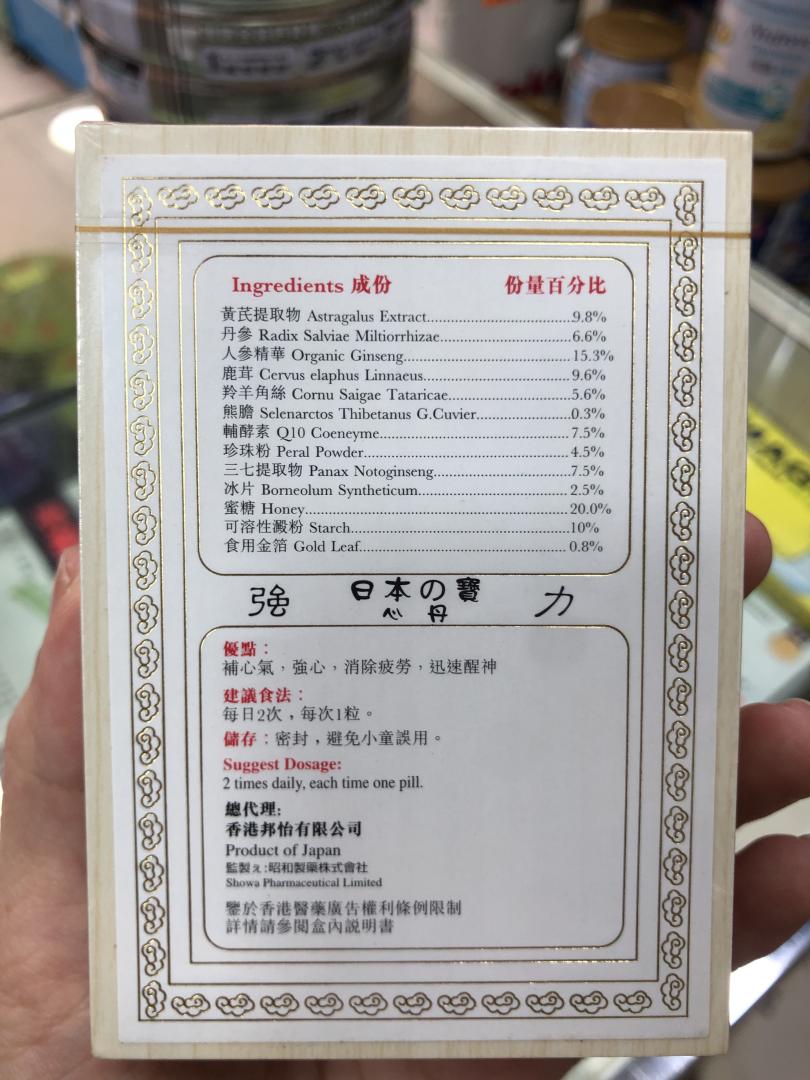 Ingredients 成份 份量百分比
黃芪提取物 Astragalus Extract........................9.8%
丹參 Radix Salviae Miltiorrhizae........................6.6%
人參精華 Organic Ginseng........................15.3%
鹿茸 Cervus elaphus Linnaeus........................9.6%
羚羊角絲 Cornu Saigae Tataricae........................5.6%
熊膽 Selenarctos Thibetanus G.Cuvier........................0.3%
輔酵素 Q10 Coeneyme........................7.5%
珍珠粉 Peral Powder........................4.5%
三七提取物 Panax Notoginseng........................7.5%
冰片 Borneolum Syntheticum........................2.5%
蜜糖 Honey........................20.0%
可溶性澱粉 Starch........................10%
食用金箔 Gold Leaf........................0.8%
強 日本の寶 力
心丹
優點：
補心氣，強心，消除疲勞，迅速醒神
建議食法：
每日2次，每次1粒。
儲存：密封，避免小童誤用。
Suggest Dosage:
2 times daily, each time one pill.
總代理:
香港邦怡有限公司
Product of Japan
監製ぇ:昭和製藥株式會社
Showa Pharmaceutical Limited
鑒於香港醫藥廣告權利條例限制
詳情請參閱盒內說明書